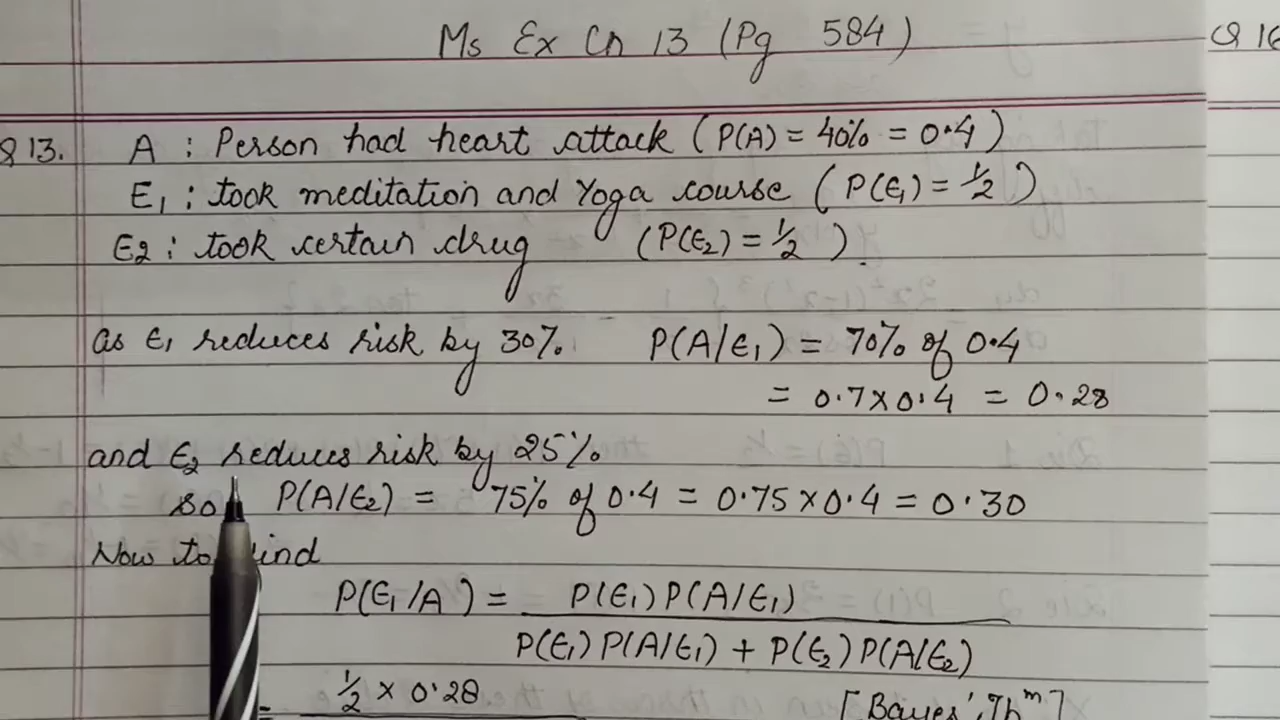 Ms Ex Ch 13 (Pg 584)
Q 16
Q 13. A : Person had heart attack (P(A) = 40% = 0.4)
E₁ : took meditation and Yoga course (P(E₁) = 1/2)
E2 : took certain drug (P(E₂) = 1/2).
as E₁ reduces risk by 30%. P(A/E₁) = 70% of 0.4
= 0.7 x 0.4 = 0.28
and E₂ reduces risk by 25%
so P(A/E₂) = 75% of 0.4 = 0.75 x 0.4 = 0.30
Now to find
P(E₁/A) = P(E₁) P(A/E₁)
P(E₁) P(A/E₁) + P(E₂) P(A/E₂)
= 1/2 x 0.28
[Bayes' Thm]